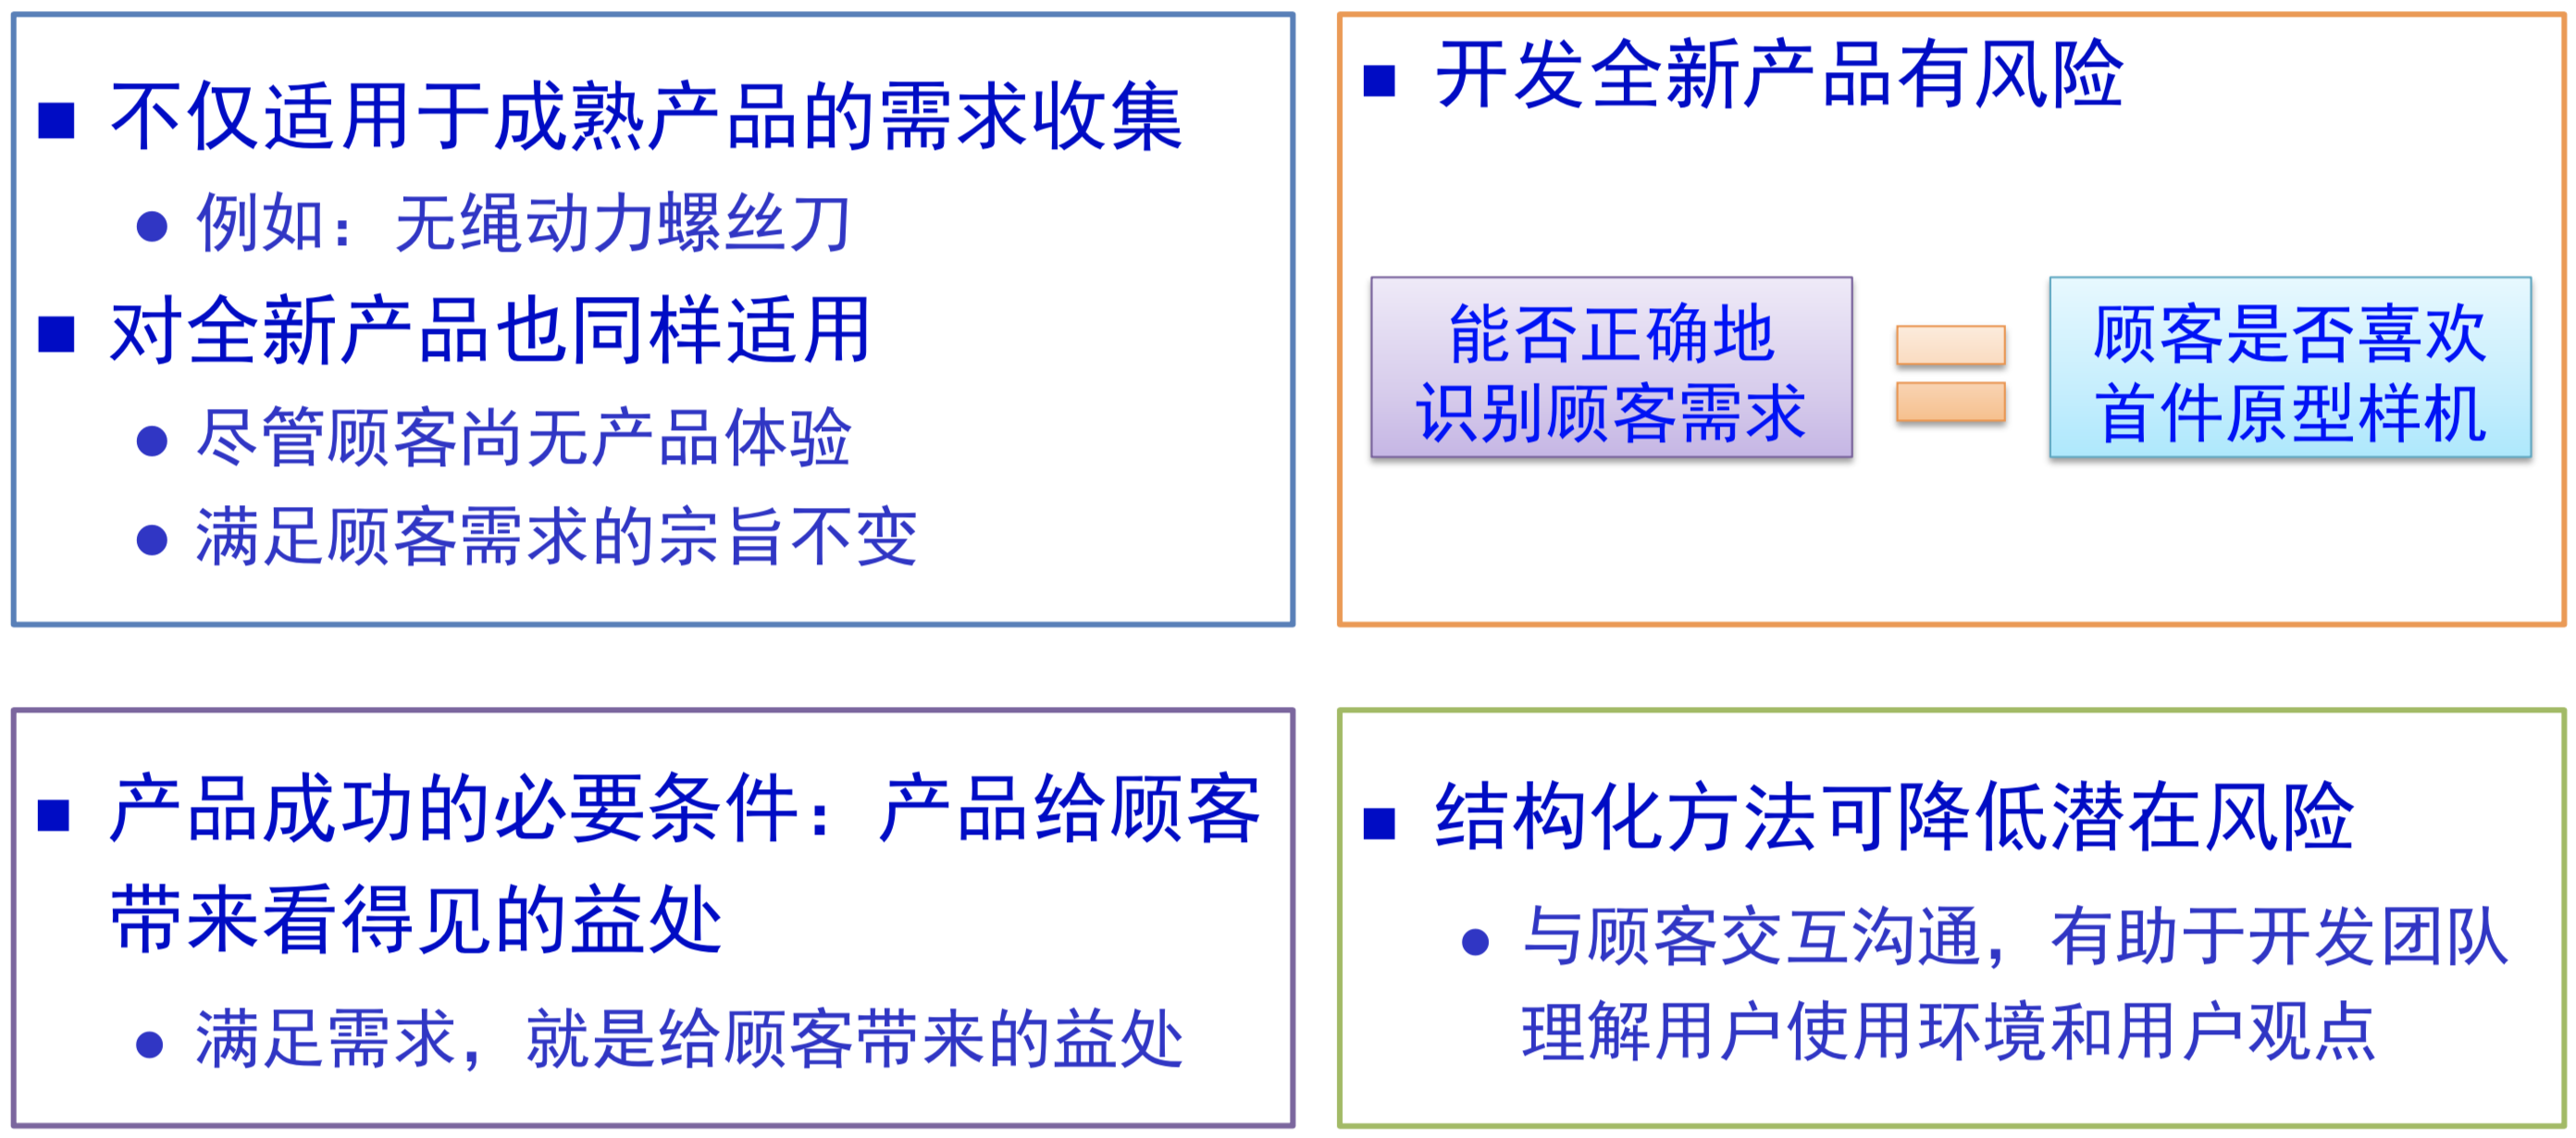 不仅适用于成熟产品的需求收集
例如：无绳动力螺丝刀
对全新产品也同样适用
尽管顾客尚无产品体验
满足顾客需求的宗旨不变
开发全新产品有风险
能否正确地
识别顾客需求
顾客是否喜欢
首件原型样机
产品成功的必要条件：产品给顾客
带来看得见的益处
满足需求，就是给顾客带来的益处
结构化方法可降低潜在风险
与顾客交互沟通，有助于开发团队
理解用户使用环境和用户观点